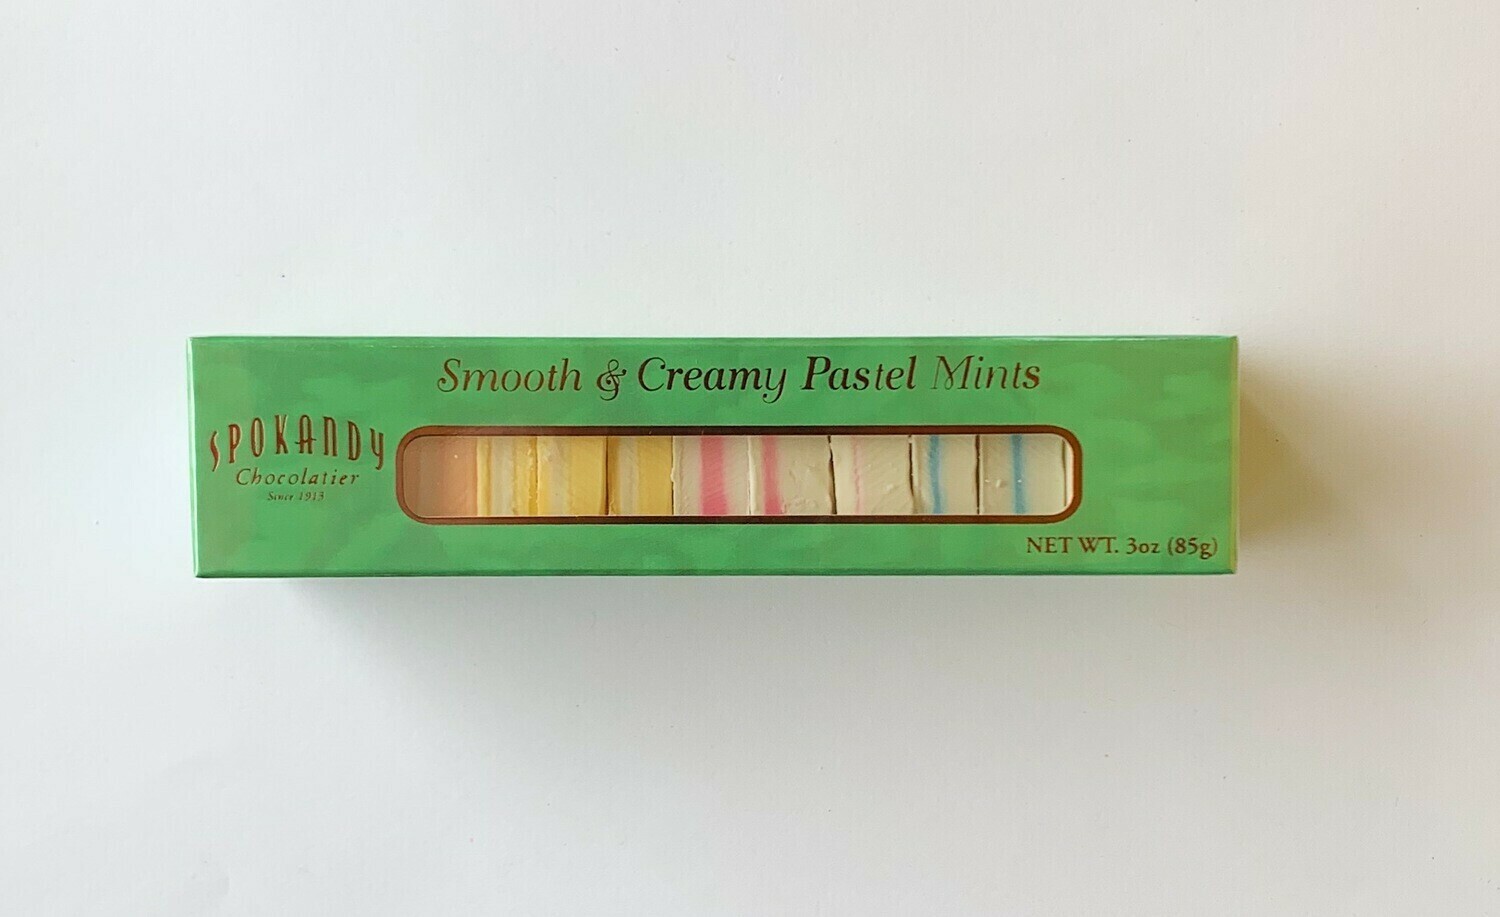 Smooth & Creamy Pastel Mints
SPOKANDY
Chocolatier
Since 1913
NET WT. 3oz (85g)